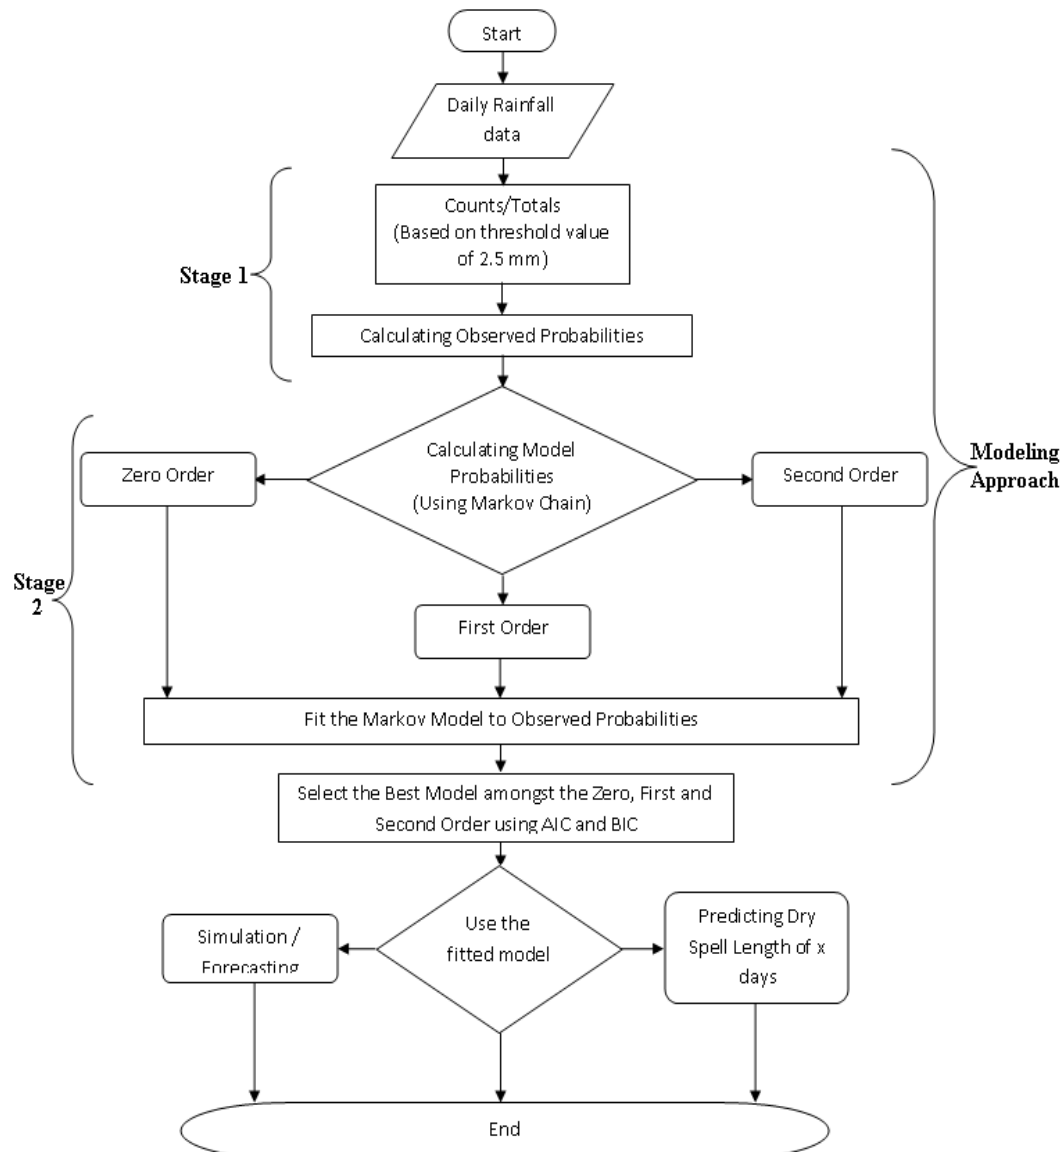 Start
Daily Rainfall
data
Counts/Totals
(Based on threshold value
of 2.5 mm)
Stage 1
Calculating Observed Probabilities
Calculating Model
Probabilities
(Using Markov Chain)
Zero Order
Second Order
Modeling
Approach
Stage
2
First Order
Fit the Markov Model to Observed Probabilities
Select the Best Model amongst the Zero, First and
Second Order using AIC and BIC
Use the
fitted model
Simulation /
Forecasting
Predicting Dry
Spell Length of x
days
End